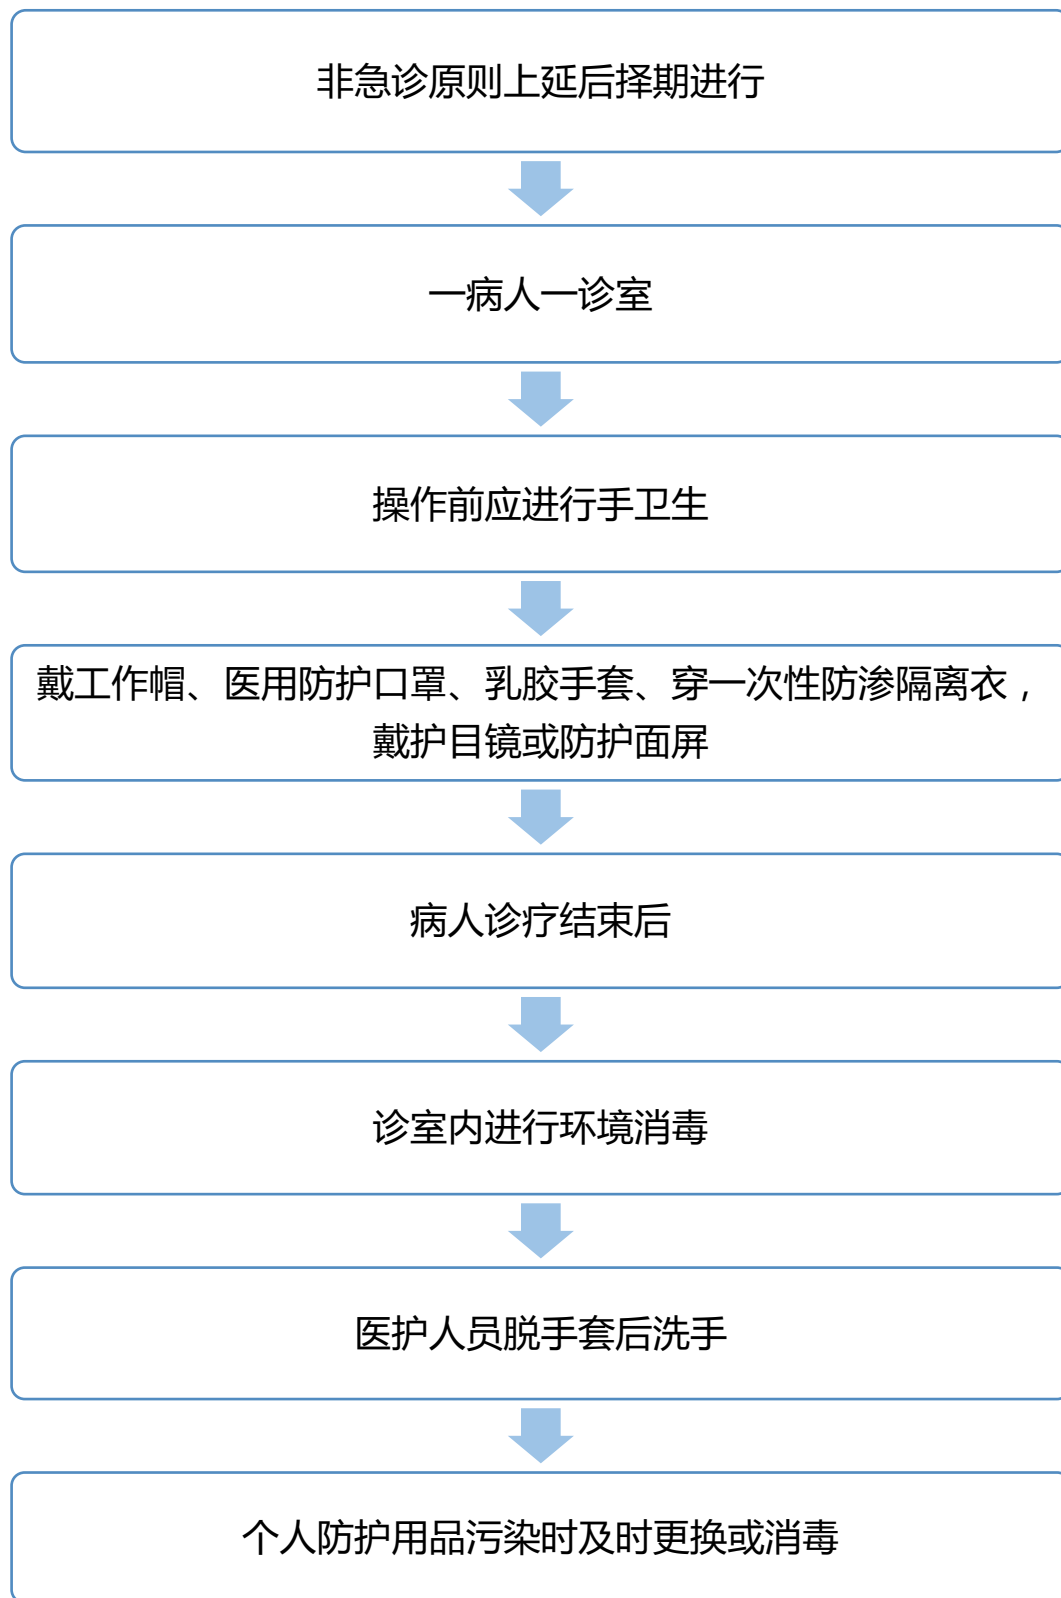 非急诊原则上延后择期进行
一病人一诊室
操作前应进行手卫生
戴工作帽、医用防护口罩、乳胶手套、穿一次性防渗隔离衣，
戴护目镜或防护面屏
病人诊疗结束后
诊室内进行环境消毒
医护人员脱手套后洗手
个人防护用品污染时及时更换或消毒